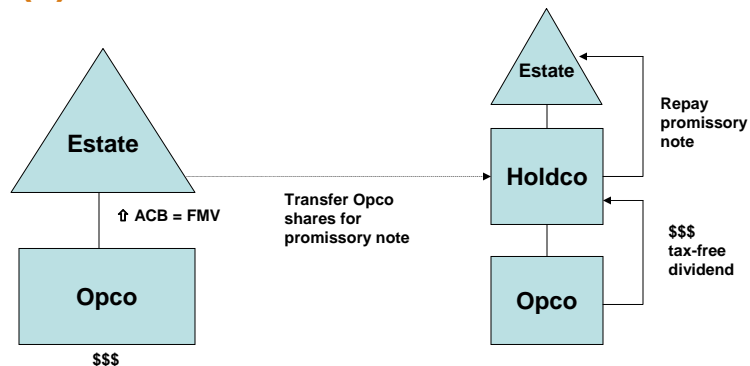 Estate
⇧ ACB = FMV
Opco
$$$
Transfer Opco
shares for
promissory note
Estate
Repay
promissory
note
Holdco
$$$
tax-free
dividend
Opco